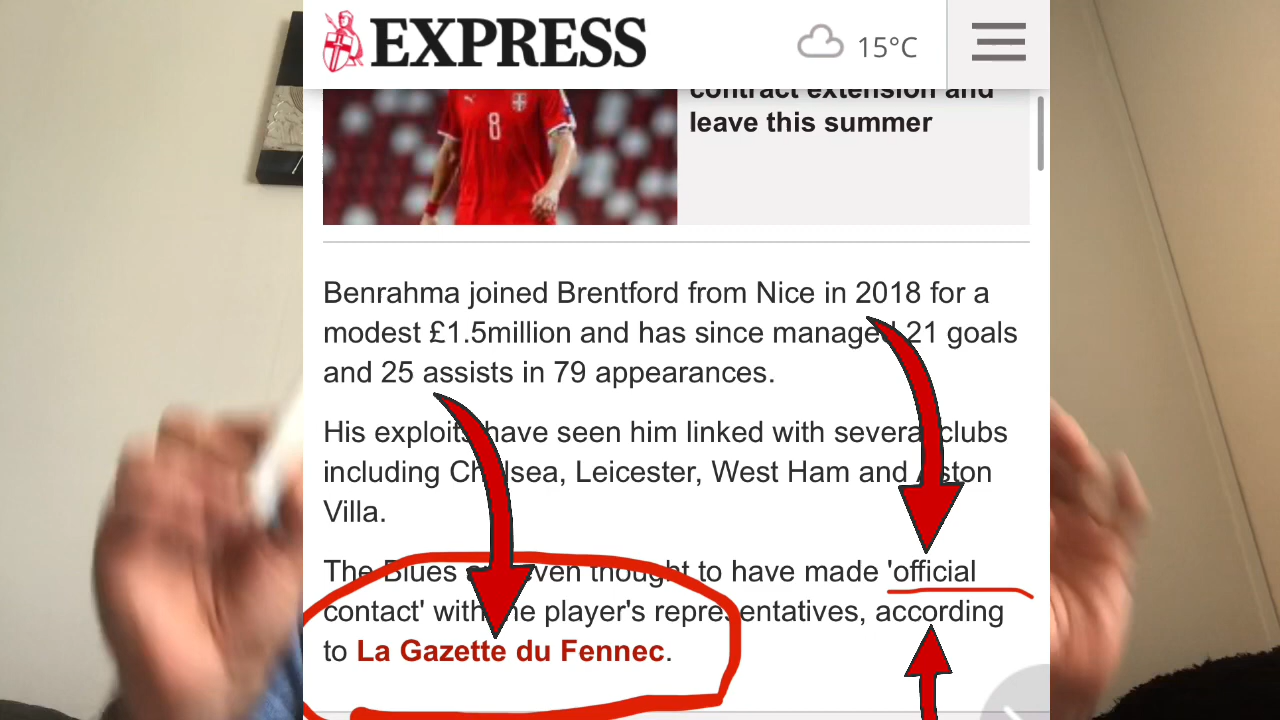 EXPRESS
15°C
contract extension and
leave this summer
8
Benrahma joined Brentford from Nice in 2018 for a
modest £1.5million and has since managed 21 goals
and 25 assists in 79 appearances.
His exploits have seen him linked with several clubs
including Chelsea, Leicester, West Ham and Aston
Villa.
The Blues are even thought to have made 'official
contact' with the player's representatives, according
to La Gazette du Fennec.